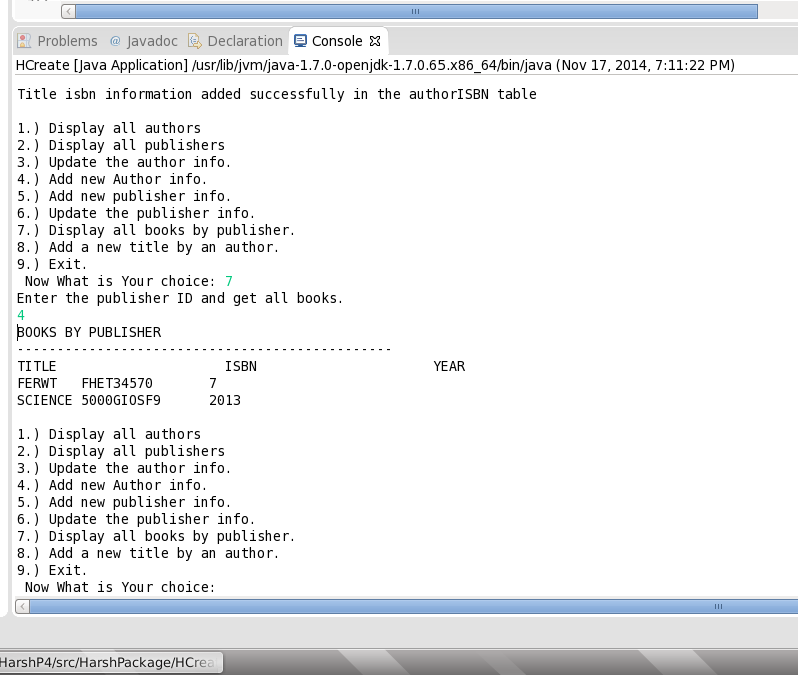 Problems @ Javadoc Declaration Console
HCreate [Java Application] /usr/lib/jvm/java-1.7.0-openjdk-1.7.0.65.x86_64/bin/java (Nov 17, 2014, 7:11:22 PM)
Title isbn information added successfully in the authorISBN table
1.) Display all authors
2.) Display all publishers
3.) Update the author info.
4.) Add new Author info.
5.) Add new publisher info.
6.) Update the publisher info.
7.) Display all books by publisher.
8.) Add a new title by an author.
9.) Exit.
Now What is Your choice: 7
Enter the publisher ID and get all books.
4
BOOKS BY PUBLISHER
-----------------------------------------------
TITLE ISBN YEAR
FERWT FHET34570 7
SCIENCE 5000GIOSF9 2013
1.) Display all authors
2.) Display all publishers
3.) Update the author info.
4.) Add new Author info.
5.) Add new publisher info.
6.) Update the publisher info.
7.) Display all books by publisher.
8.) Add a new title by an author.
9.) Exit.
Now What is Your choice:
HarshP4/src/HarshPackage/HCrea